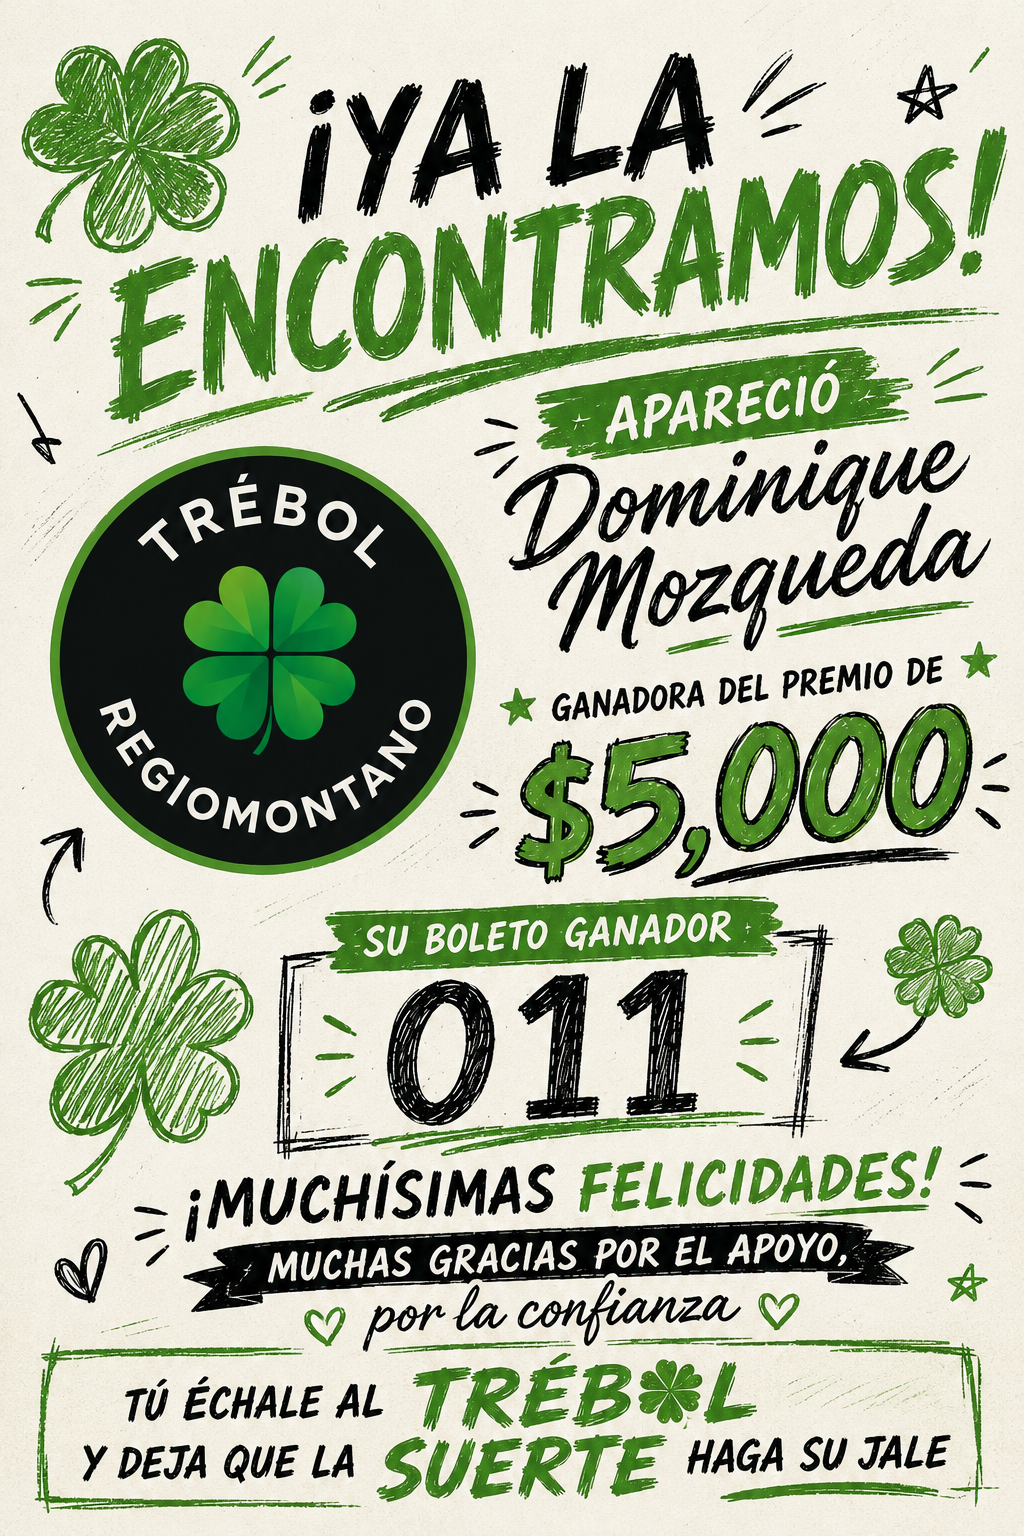 ¡YA LA
ENCONTRAMOS!
APARECIÓ
Dominique
Mozqueda
TRÉBOL
REGIOMONTANO
GANADORA DEL PREMIO DE
$5,000
SU BOLETO GANADOR
011
¡MUCHÍSIMAS FELICIDADES!
MUCHAS GRACIAS POR EL APOYO,
por la confianza
TÚ ÉCHALE AL TRÉBOL
Y DEJA QUE LA SUERTE HAGA SU JALE